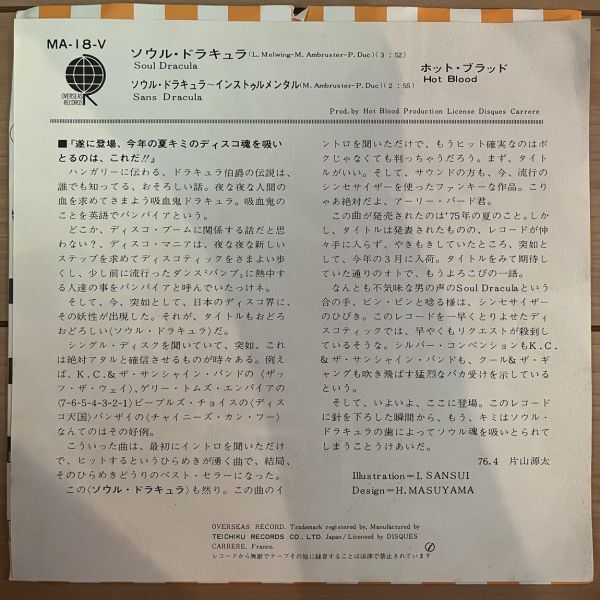 MA-18-V
OVERSEAS
RECORDS
ソウル・ドラキュラ(L. Melwing-M. Ambruster-P. Duc)(3:52)
Soul Dracula
ソウル・ドラキュラ〜インストゥルメンタル(M. Ambruster-P. Duc)(2:55)
Sans Dracula
ホット・ブラッド
Hot Blood
Prod. by Hot Blood Production License Disques Carrere
■「遂に登場、今年の夏キミのディスコ魂を吸い
とるのは、これだ!!」
ハンガリーに伝わる、ドラキュラ伯爵の伝説は、
誰でも知ってる、おそろしい話。夜な夜な人間の
血を求めてさまよう吸血鬼ドラキュラ。吸血鬼の
ことを英語でバンパイアという。
どこか、ディスコ・ブームに関係する話だと思
わない?、ディスコ・マニアは、夜な夜な新しい
ステップを求めてディスコティックをさまよい歩
くし、少し前に流行ったダンス"バンプ"に熱中す
る人達の事をバンパイアと呼んでいたっけネ。
そして、今、突如として、日本のディスコ界に、
その妖性が出現した。それが、タイトルもおどろ
おどろしい〈ソウル・ドラキュラ〉だ。
シングル・ディスクを聞いていて、突如、これ
は絶対アタルと確信させるものが時々ある。例え
ば、K.C.&ザ・サンシャイン・バンドの〈ザッ
ツ・ザ・ウェイ〉、ゲリー・トムズ・エンパイアの
〈7-6-5-4-3-2-1〉ピープルズ・チョイスの〈ディス
コ天国〉バンザイの〈チャイニーズ・カン・フー〉
なんてのはその好例。
こういった曲は、最初にイントロを聞いただけ
で、ヒットするというひらめきが湧く曲で、結局、
そのひらめきどうりのベスト・セラーになった。
この〈ソウル・ドラキュラ〉も然り。この曲のイ
ントロを聞いただけで、もうヒット確実なのはボ
クじゃなくても判っちゃうだろう。まず、タイト
ルがいい。そして、サウンドの方も、今、流行の
シンセサイザーを使ったファンキーな作品。こり
ゃあ絶対だよ、アーリー・バード君。
この曲が発売されたのは'75年の夏のこと。しか
し、タイトルは発表されたものの、レコードが仲
々手に入らず、やきもきしていたところ、突如と
して、今年の3月に入荷。タイトルをみて期待し
ていた通りのオトで、もうよろこびの一語。
なんとも不気味な男の声のSoul Draculaという
合の手、ビン・ビンと唸る様は、シンセサイザー
のひびき。このレコードを一早くとりよせたディ
スコティックでは、早くもリクエストが殺到して
いるそうな。シルバー・コンベンションもK.C.
&ザ・サンシャイン・バンドも、クール&ザ・ギ
ャングも吹き飛ばす猛烈なバカ受けを示している
という。
そして、いよいよ、ここに登場。このレコード
に針を下ろした瞬間から、もう、キミはソウル・
ドラキュラの歯によってソウル魂を吸いとられて
しまうことうけあいだ。
76.4 片山源太
Illustration=I. SANSUI
Design=H. MASUYAMA
OVERSEAS RECORD. Trademark registered by, Manufactured by
TEICHIKU RECORDS CO., LTD. Japan/Licensed by DISQUES
CARRERE, France.
レコードから無断でテープその他に録音することは法律で禁止されています